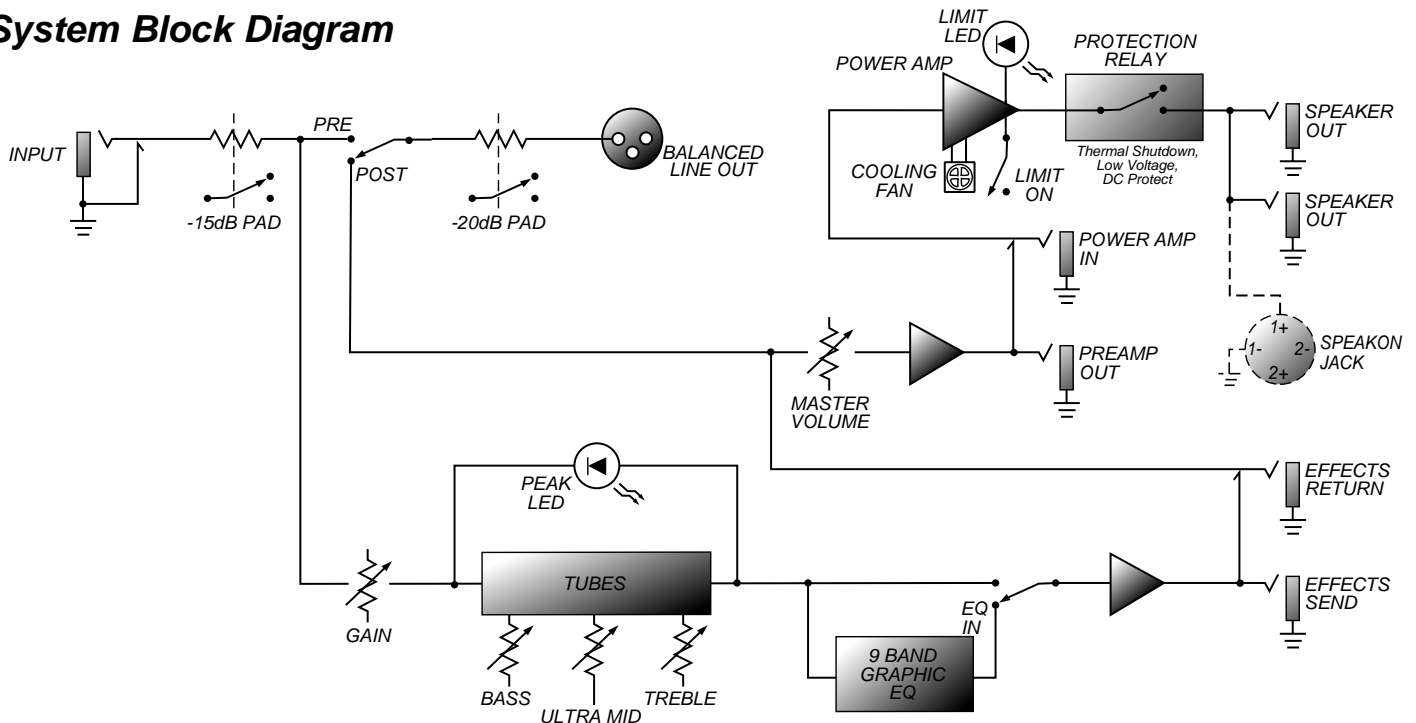 System Block Diagram
LIMIT
LED
POWER AMP
PROTECTION
RELAY
INPUT
PRE
POST
-15dB PAD
-20dB PAD
BALANCED
LINE OUT
COOLING
FAN
LIMIT
ON
Thermal Shutdown,
Low Voltage,
DC Protect
SPEAKER
OUT
SPEAKER
OUT
POWER AMP
IN
1+
1-
2-
2+
SPEAKON
JACK
MASTER
VOLUME
PREAMP
OUT
PEAK
LED
EFFECTS
RETURN
GAIN
TUBES
BASS
ULTRA MID
TREBLE
EQ
IN
9 BAND
GRAPHIC
EQ
EFFECTS
SEND